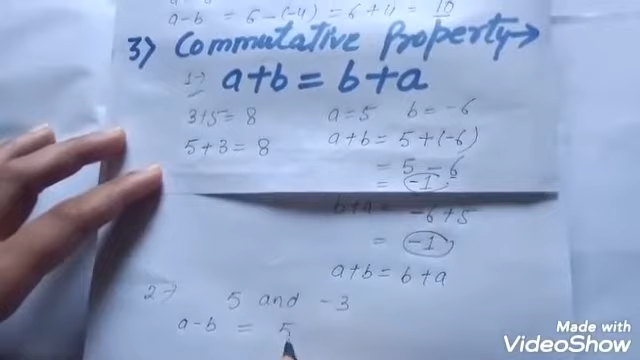 a-b = 6-(-4) = 6+4 = 10
3) Commutative Property→
1→ a+b = b+a
3+5 = 8
5+3 = 8
a=5 b=-6
a+b = 5+(-6)
= 5-6
= -1
b+a = -6+5
= -1
a+b = b+a
2→ 5 and -3
a-b = 5
Made with
VideoShow